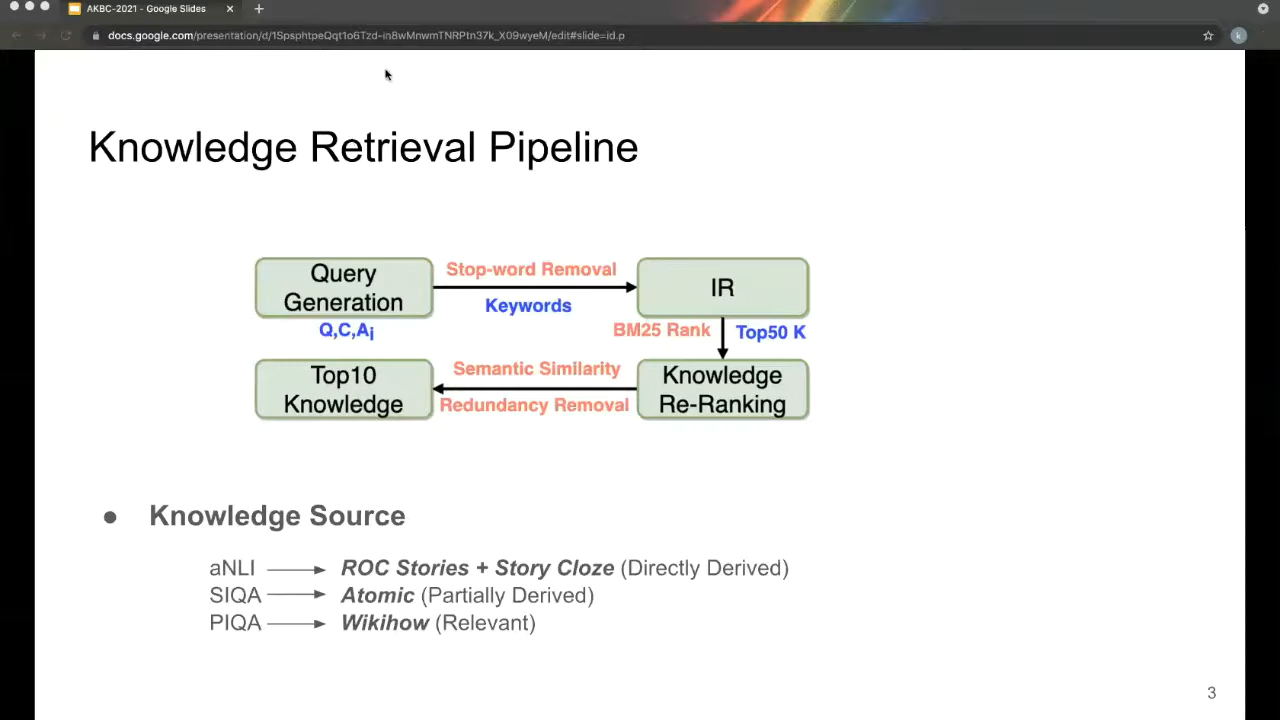 AKBC-2021 - Google Slides
docs.google.com/presentation/d/1SpsphtpeQqt1o6Tzd-in8wMnwmTNRPtn37k_X09wyeM/edit#slide=id.p
Knowledge Retrieval Pipeline
Query Generation
Q,C,Ai
Stop-word Removal
Keywords
IR
BM25 Rank
Top50 K
Knowledge Re-Ranking
Semantic Similarity
Redundancy Removal
Top10 Knowledge
● Knowledge Source
aNLI ROC Stories + Story Cloze (Directly Derived)
SIQA Atomic (Partially Derived)
PIQA Wikihow (Relevant)
3